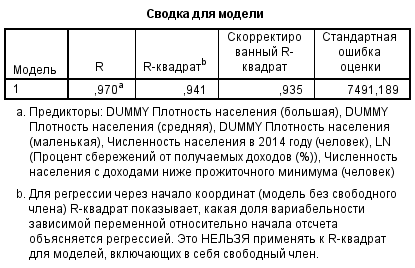 Сводка для модели
Модель R R-квадратb Скорректиро ванный R-квадрат Стандартная ошибка оценки
1 ,970a ,941 ,935 7491,189
a. Предикторы: DUMMY Плотность населения (большая), DUMMY
Плотность населения (средняя), DUMMY Плотность населения
(маленькая), Численность населения в 2014 году (человек), LN
(Процент сбережений от получаемых доходов (%)), Численность
населения с доходами ниже прожиточного минимума (человек)
b. Для регрессии через начало координат (модель без свободного
члена) R-квадрат показывает, какая доля вариабельности
зависимой переменной относительно начала отсчета
объясняется регрессией. Это НЕЛЬЗЯ применять к R-квадрат
для моделей, включающих в себя свободный член.